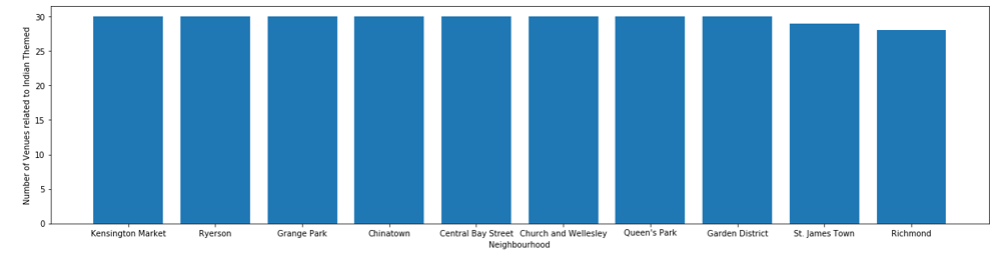 Number of Venues related to Indian Themed
30
25
20
15
10
5
0
Kensington Market Ryerson Grange Park Chinatown Central Bay Street Church and Wellesley Queen's Park Garden District St. James Town Richmond
Neighbourhood